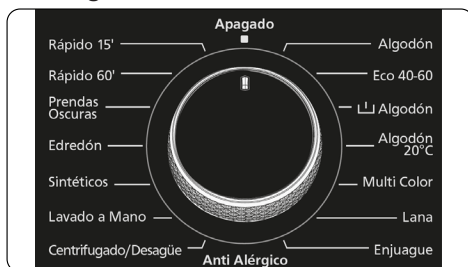 Apagado
Rápido 15'
Rápido 60'
Prendas
Oscuras
Edredón
Sintéticos
Lavado a Mano
Centrifugado/Desagüe
Anti Alérgico
Algodón
Eco 40-60
Algodón
Algodón
20°C
Multi Color
Lana
Enjuague